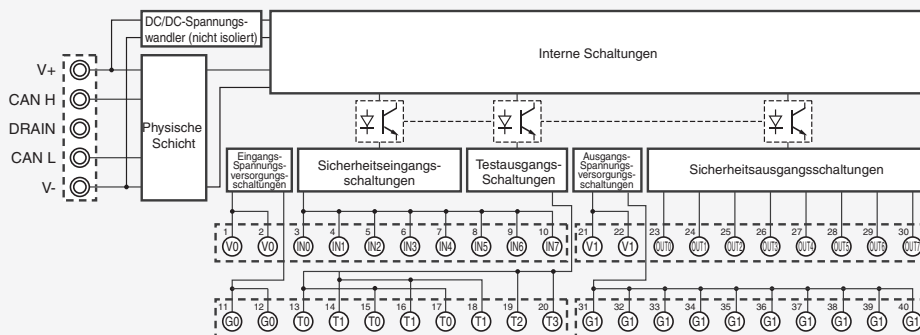 DC/DC-Spannungs-
wandler (nicht isoliert)
Interne Schaltungen
V+
CAN H
DRAIN
CAN L
V-
Physische
Schicht
Eingangs-
Spannungs-
versorgungs-
schaltungen
Sicherheitseingangs-
schaltungen
Testausgangs-
Schaltungen
Ausgangs-
Spannungs-
versorgungs-
schaltungen
Sicherheitsausgangsschaltungen
1 2 3 4 5 6 7 8 9 10
V0 V0 IN0 IN1 IN2 IN3 IN4 IN5 IN6 IN7
21 22 23 24 25 26 27 28 29 30
V1 V1 OUT0 OUT1 OUT2 OUT3 OUT4 OUT5 OUT6 OUT7
11 12 13 14 15 16 17 18 19 20
G0 G0 T0 T1 T0 T1 T0 T1 T2 T3
31 32 33 34 35 36 37 38 39 40
G1 G1 G1 G1 G1 G1 G1 G1 G1 G1